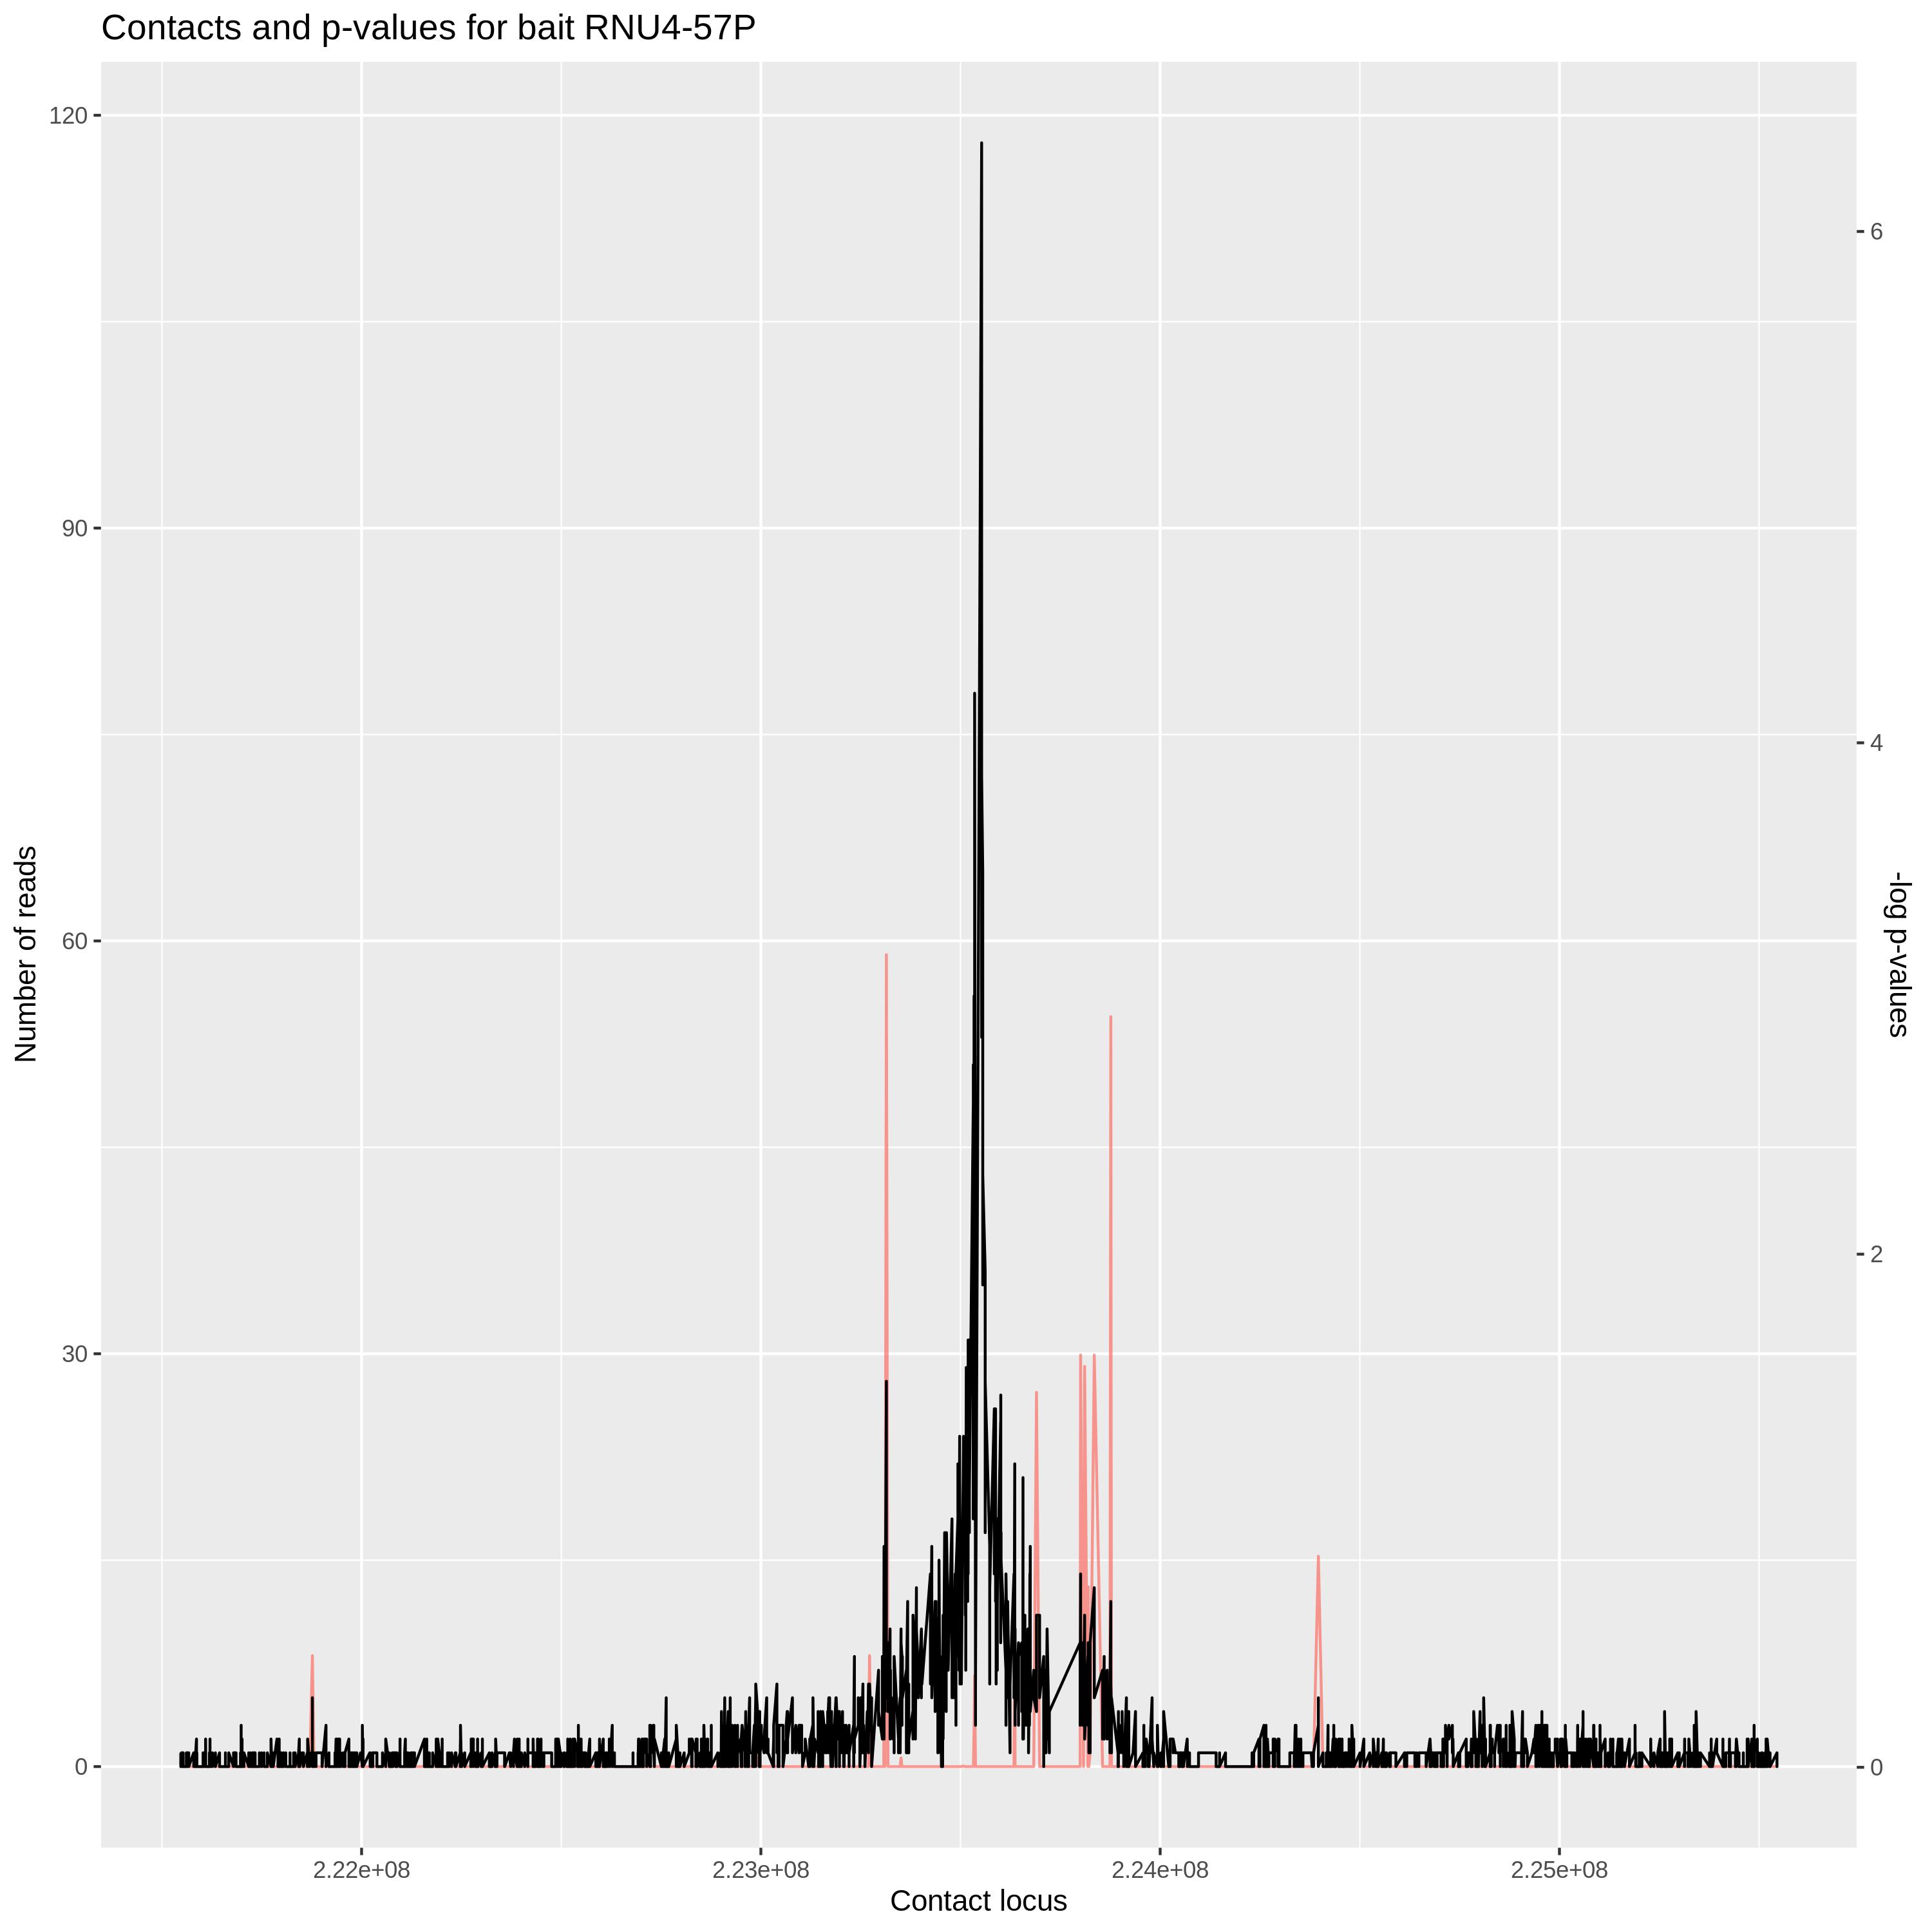 Contacts and p-values for bait RNU4-57P
120
90
60
30
0
Number of reads
6
4
2
0
-log p-values
2.22e+08 2.23e+08 2.24e+08 2.25e+08
Contact locus